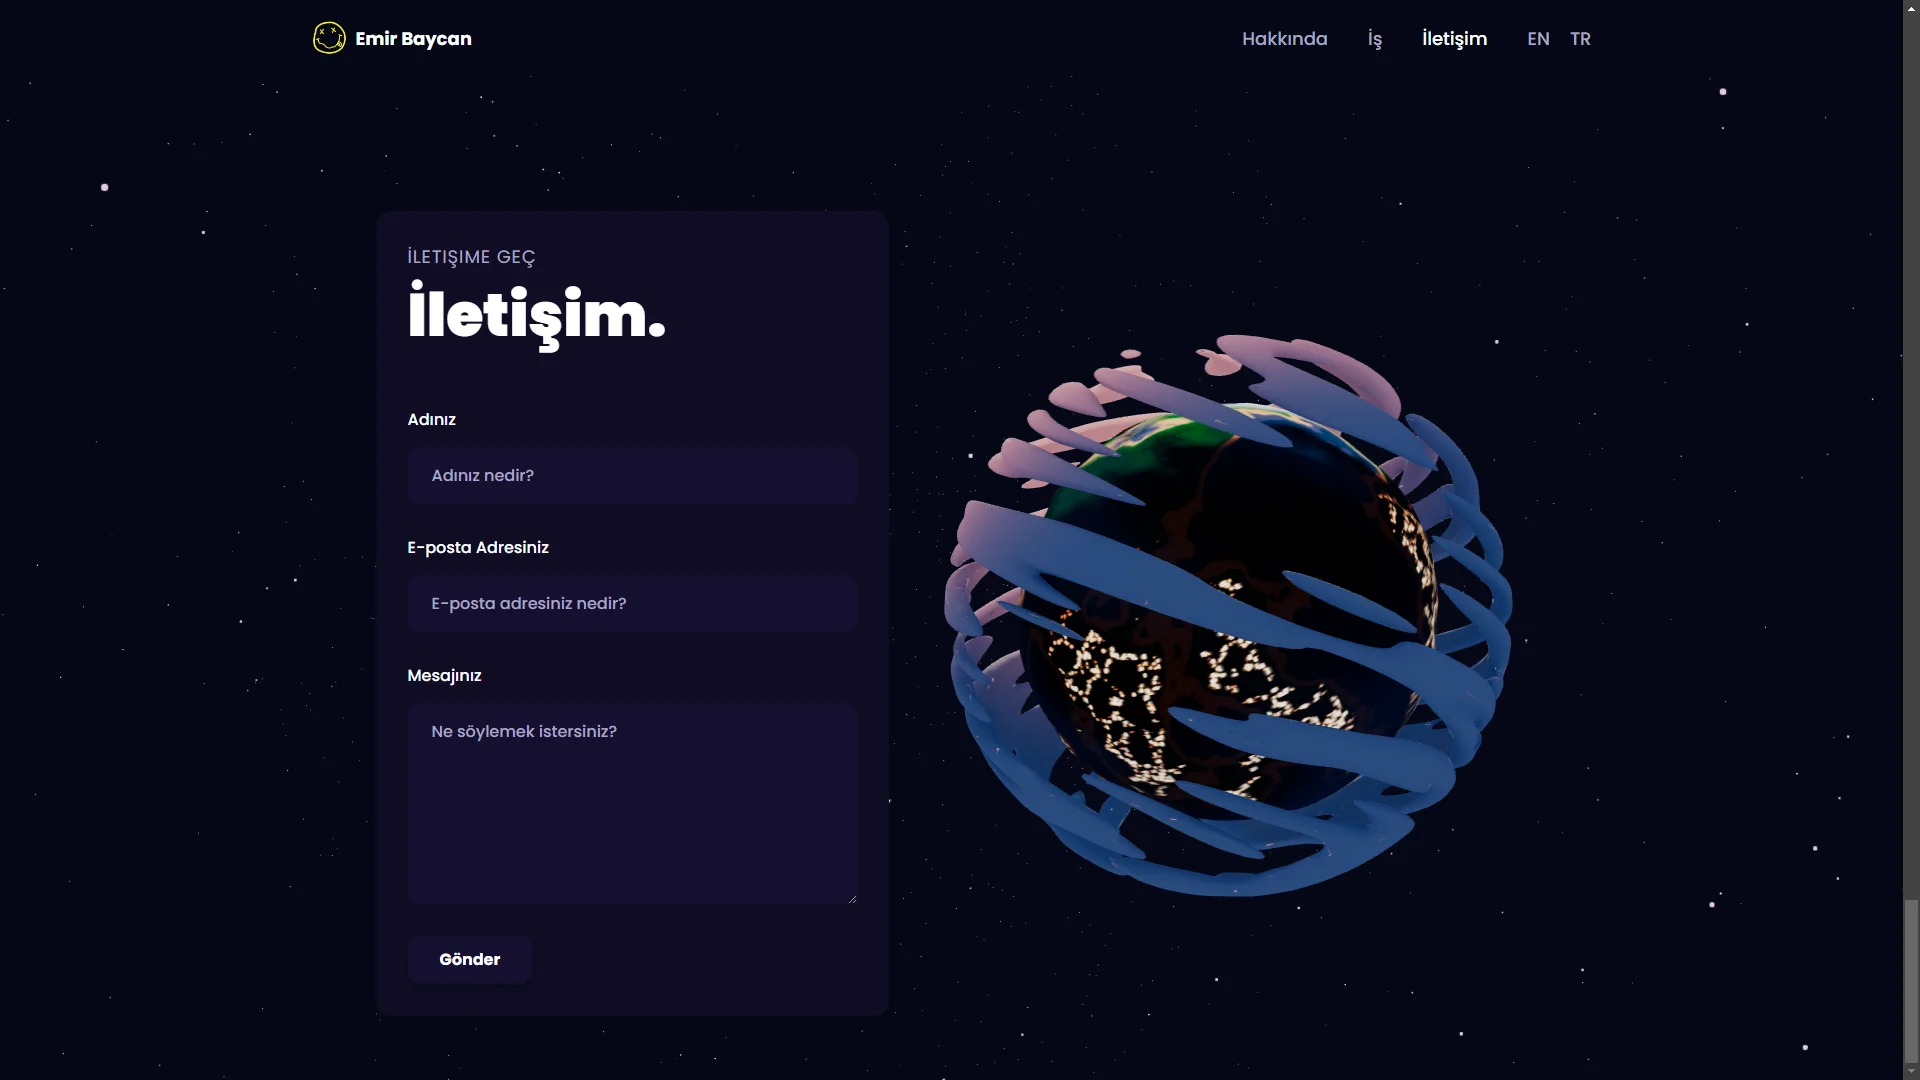 Emir Baycan
Hakkında İş İletişim EN TR
İLETIŞIME GEÇ
İletişim.
Adınız
Adınız nedir?
E-posta Adresiniz
E-posta adresiniz nedir?
Mesajınız
Ne söylemek istersiniz?
Gönder